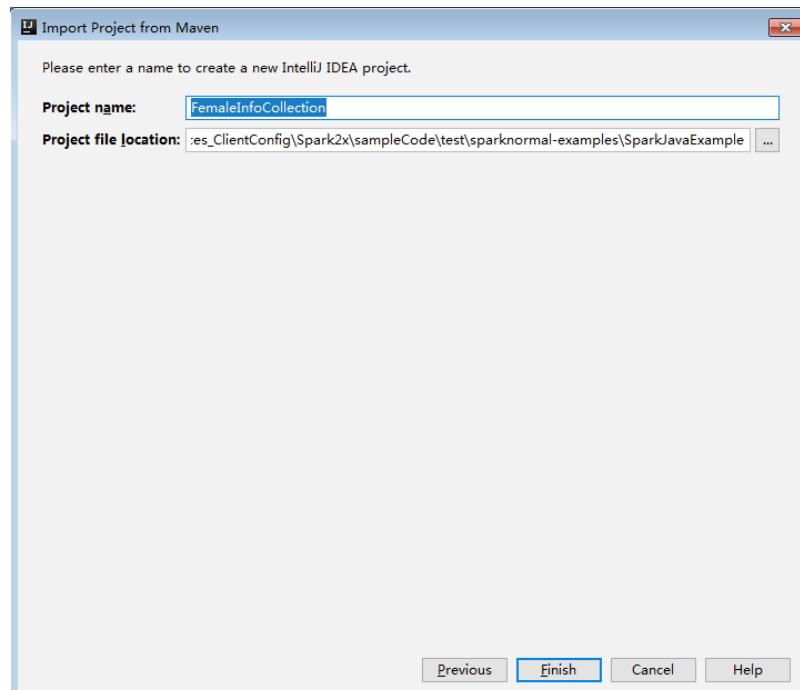 IJ Import Project from Maven
Please enter a name to create a new IntelliJ IDEA project.
Project name: FemaleInfoCollection
Project file location: :es_ClientConfig\Spark2x\sampleCode\test\sparknormal-examples\SparkJavaExample ...
Previous Finish Cancel Help